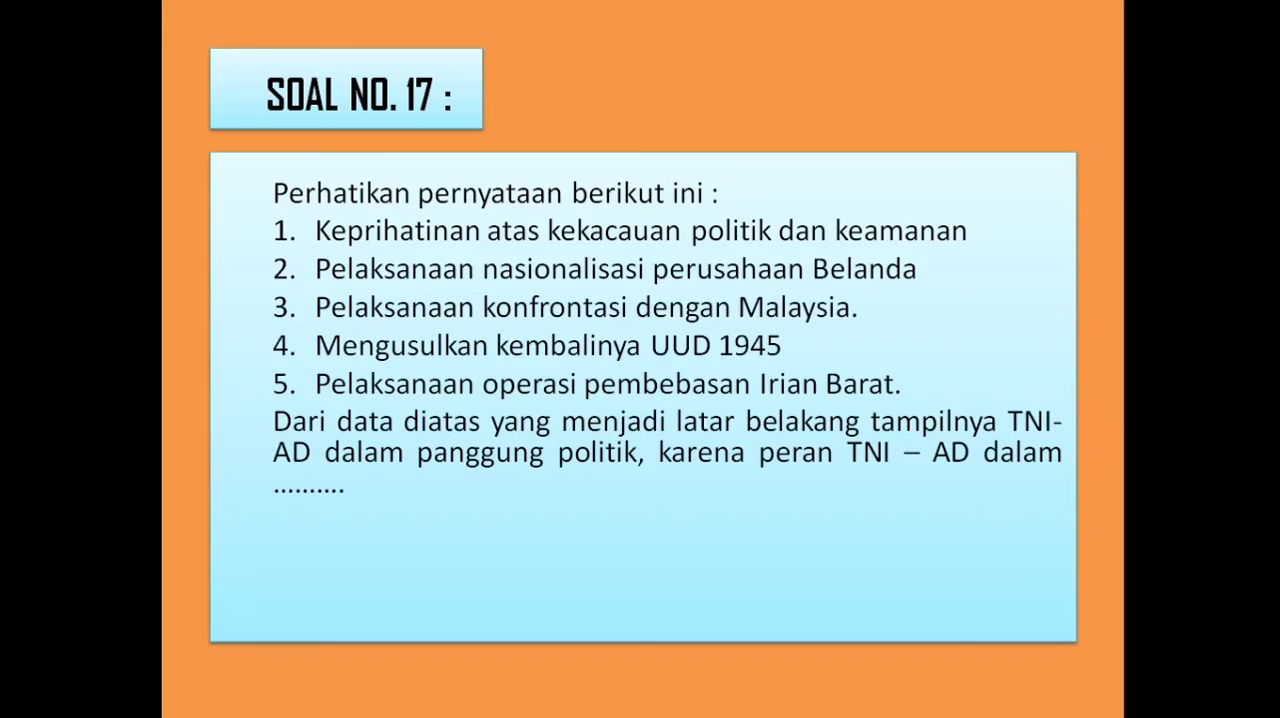 SOAL NO. 17 :
Perhatikan pernyataan berikut ini :
1. Keprihatinan atas kekacauan politik dan keamanan
2. Pelaksanaan nasionalisasi perusahaan Belanda
3. Pelaksanaan konfrontasi dengan Malaysia.
4. Mengusulkan kembalinya UUD 1945
5. Pelaksanaan operasi pembebasan Irian Barat.
Dari data diatas yang menjadi latar belakang tampilnya TNI-
AD dalam panggung politik, karena peran TNI – AD dalam
..........